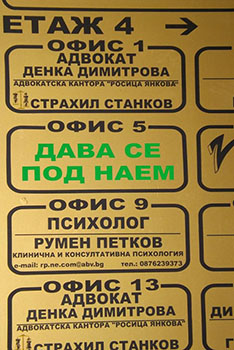 ЕТАЖ 4 →
ОФИС 1
АДВОКАТ
ДЕНКА ДИМИТРОВА
АДВОКАТСКА КАНТОРА "РОСИЦА ЯНКОВА"
СТРАХИЛ СТАНКОВ
ОФИС 5
ДАВА СЕ
ПОД НАЕМ
ОФИС 9
ПСИХОЛОГ
РУМЕН ПЕТКОВ
КЛИНИЧНА И КОНСУЛТАТИВНА ПСИХОЛОГИЯ
email: rp.ne.com@abv.bg тел.: 0876239373
ОФИС 13
АДВОКАТ
ДЕНКА ДИМИТРОВА
АДВОКАТСКА КАНТОРА "РОСИЦА ЯНКОВА"
СТРАХИЛ СТАНКОВ